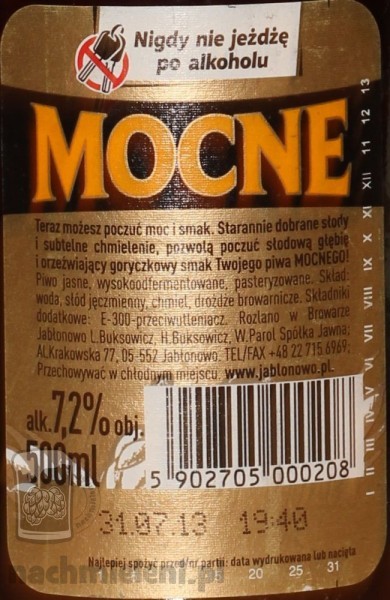 Nigdy nie jeżdżę
po alkoholu
MOCNE
Teraz możesz poczuć moc i smak. Starannie dobrane słody
i subtelne chmielenie, pozwolą poczuć słodową głębię
i orzeźwiający goryczkowy smak Twojego piwa MOCNEGO!
Piwo jasne, wysokoodfermentowane, pasteryzowane. Skład:
woda, słód jęczmienny, chmiel, drożdże browarnicze. Składniki
dodatkowe: E-300-przeciwutleniacz. Rozlano w Browarze
Jabłonowo L.Buksowicz, H.Buksowicz, W.Parol Spółka Jawna;
Al.Krakowska 77, 05-552 Jabłonowo. TEL/FAX +48 22 715 6969;
Przechowywać w chłodnym miejscu. www.jablonowo.pl.
alk. 7,2% obj.
500ml
5 902705 000208
31.07.13 19:40
Najlepiej spożyć przed/nr partii: data wydrukowana lub nacięta
20 25 31
I II III IV V VI VII VIII IX X XI XII 11 12 13
nachmieleni.pl